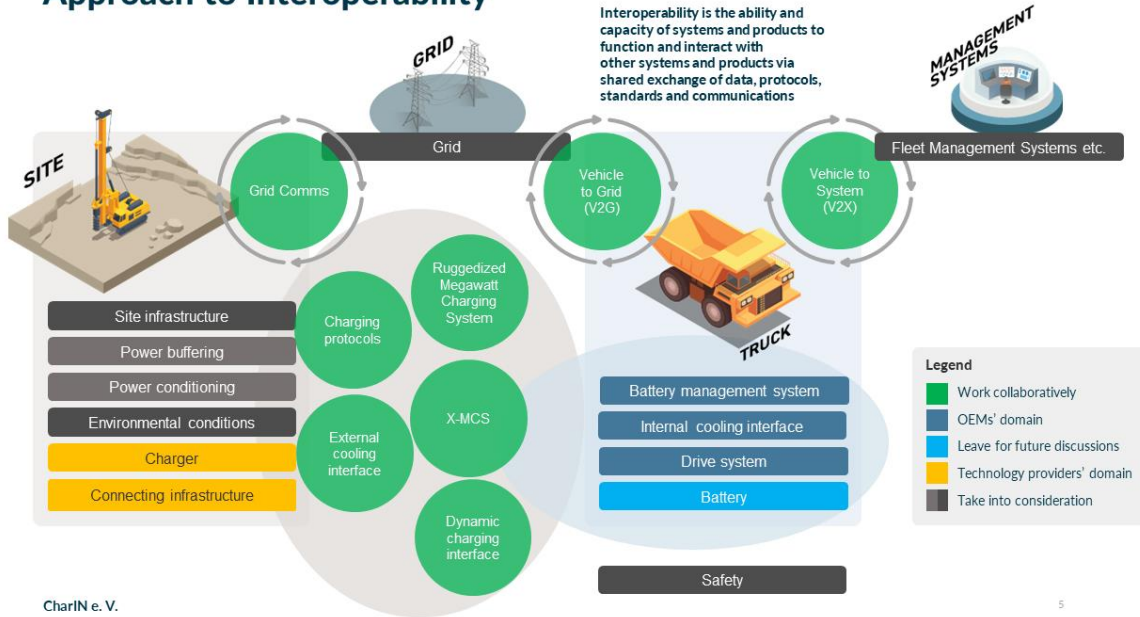 Approach to Interoperability
Interoperability is the ability and
capacity of systems and products to
function and interact with
other systems and products via
shared exchange of data, protocols,
standards and communications
GRID
MANAGEMENT
SYSTEMS
SITE
Grid Comms
Grid
Vehicle
to Grid
(V2G)
Vehicle to
System
(V2X)
Fleet Management Systems etc.
Ruggedized
Megawatt
Charging
System
Charging
protocols
TRUCK
Site infrastructure
Power buffering
Power conditioning
Environmental conditions
Charger
Connecting infrastructure
X-MCS
External
cooling
interface
Dynamic
charging
interface
Battery management system
Internal cooling interface
Drive system
Battery
Safety
Legend
Work collaboratively
OEMs' domain
Leave for future discussions
Technology providers' domain
Take into consideration
CharIN e. V.
5